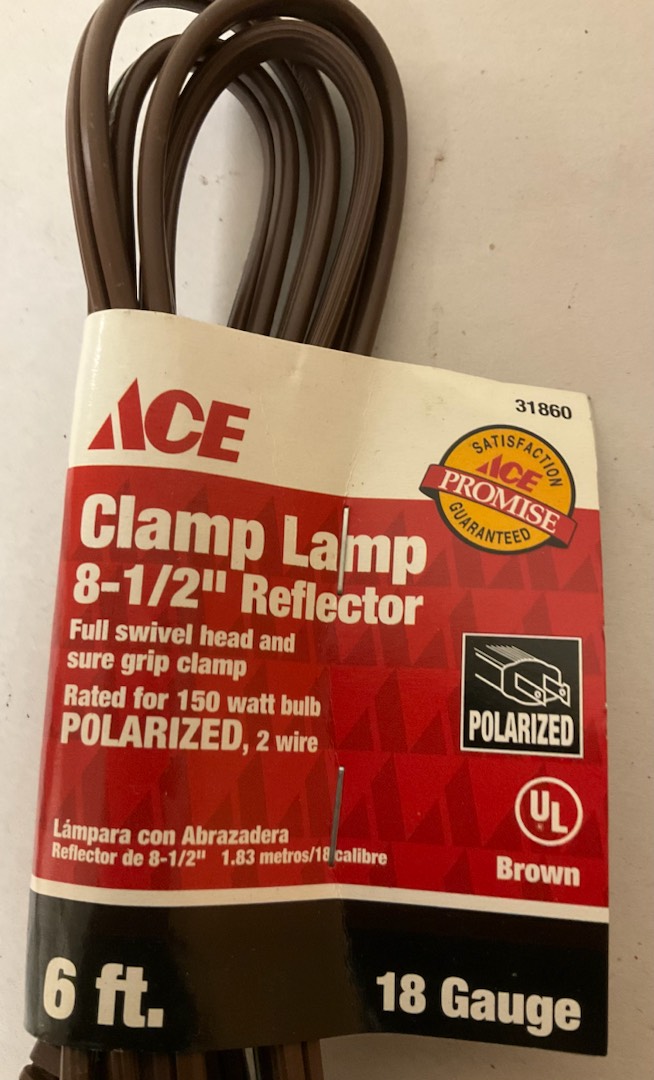 ACE
31860
SATISFACTION
ACE
PROMISE
GUARANTEED
Clamp Lamp
8-1/2" Reflector
Full swivel head and
sure grip clamp
Rated for 150 watt bulb
POLARIZED, 2 wire
POLARIZED
UL
®
Lámpara con Abrazadera
Reflector de 8-1/2" 1.83 metros/18 calibre
Brown
6 ft.
18 Gauge